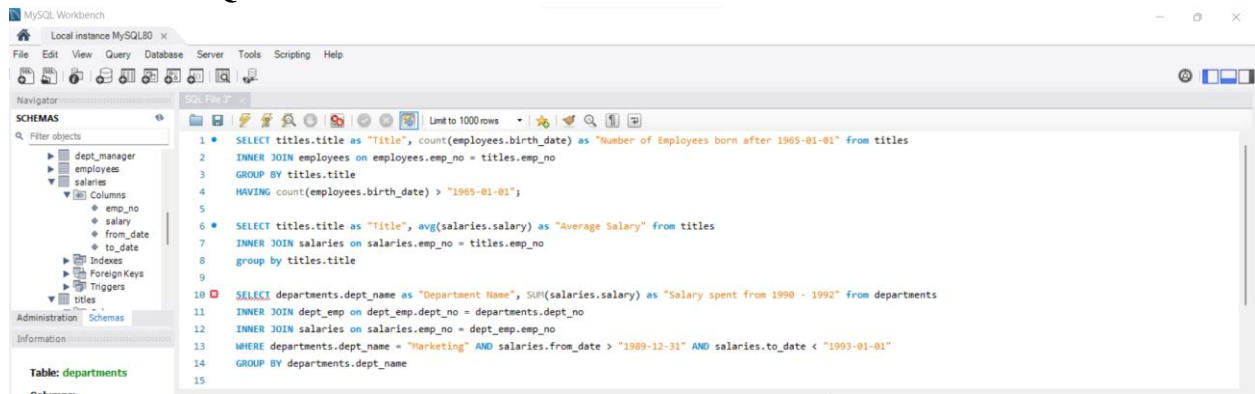 MySQL Workbench
Local instance MySQL80
File Edit View Query Database Server Tools Scripting Help
Navigator
SQL File 3*
SCHEMAS
Limit to 1000 rows
Filter objects
dept_manager
employees
salaries
Columns
emp_no
salary
from_date
to_date
Indexes
Foreign Keys
Triggers
titles
Administration Schemas
Information
Table: departments
1 SELECT titles.title as "Title", count(employees.birth_date) as "Number of Employees born after 1965-01-01" from titles
2 INNER JOIN employees on employees.emp_no = titles.emp_no
3 GROUP BY titles.title
4 HAVING count(employees.birth_date) > "1965-01-01";
5
6 SELECT titles.title as "Title", avg(salaries.salary) as "Average Salary" from titles
7 INNER JOIN salaries on salaries.emp_no = titles.emp_no
8 group by titles.title
9
10 SELECT departments.dept_name as "Department Name", SUM(salaries.salary) as "Salary spent from 1990 - 1992" from departments
11 INNER JOIN dept_emp on dept_emp.dept_no = departments.dept_no
12 INNER JOIN salaries on salaries.emp_no = dept_emp.emp_no
13 WHERE departments.dept_name = "Marketing" AND salaries.from_date > "1989-12-31" AND salaries.to_date < "1993-01-01"
14 GROUP BY departments.dept_name
15